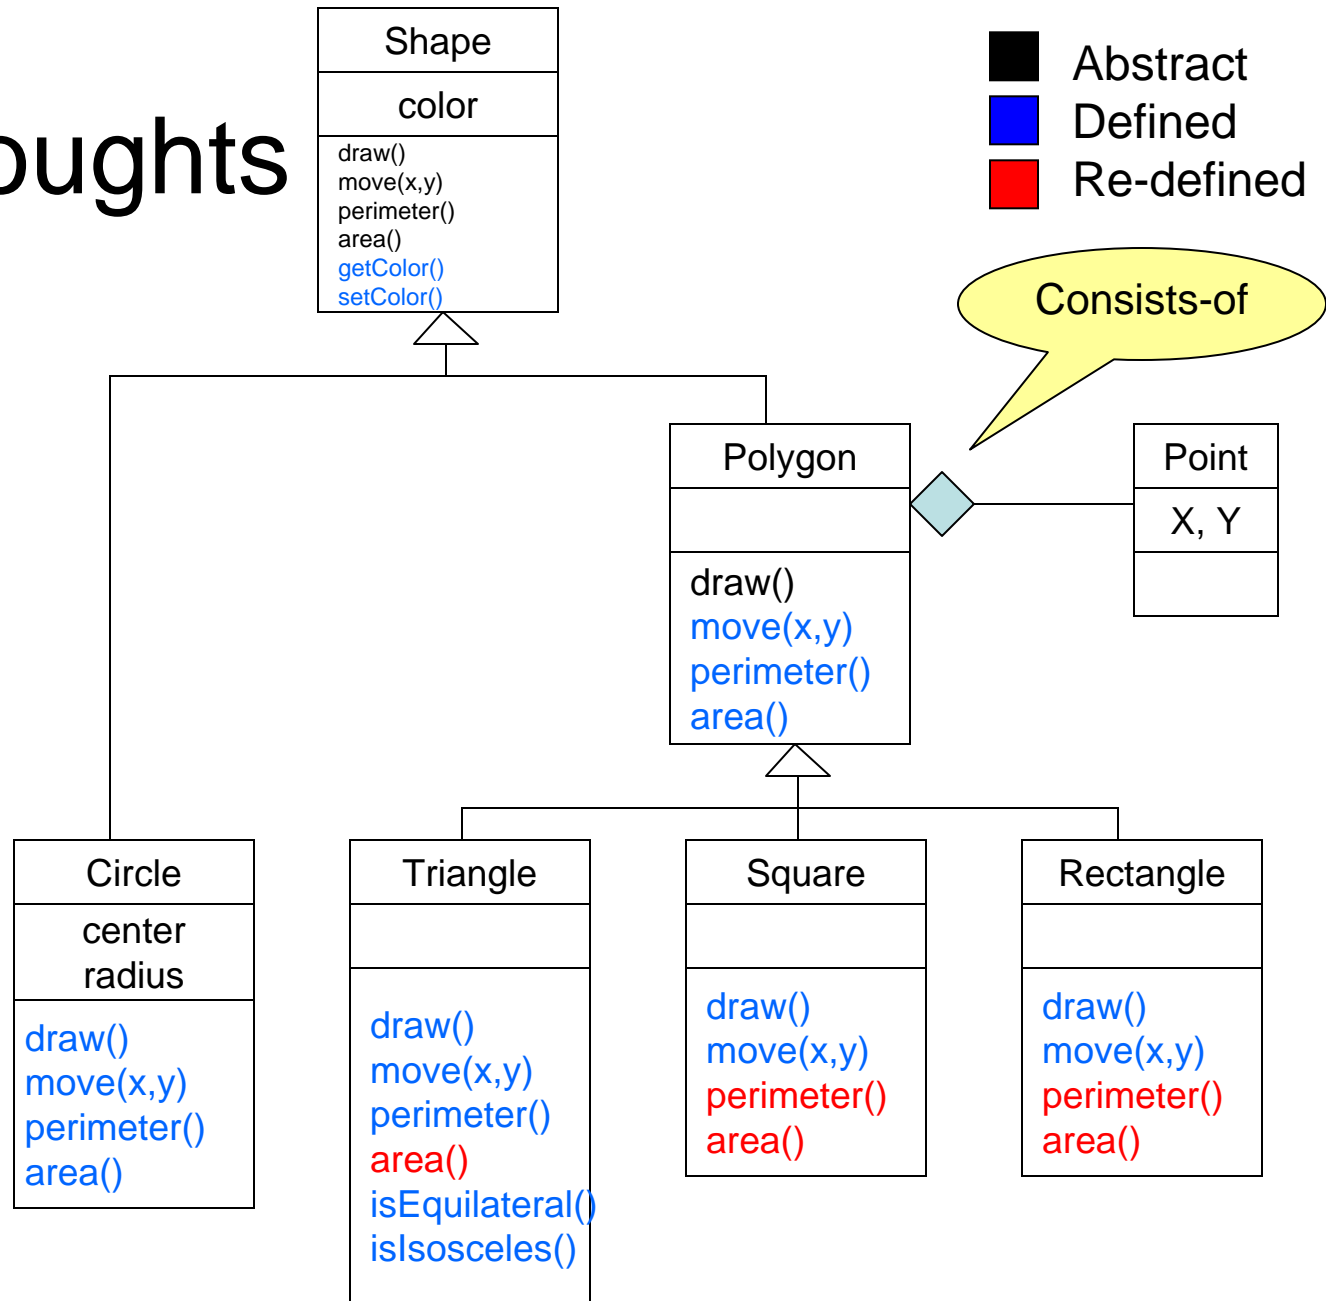 oughts
Shape
color
draw()
move(x,y)
perimeter()
area()
getColor()
setColor()
Abstract
Defined
Re-defined
Consists-of
Polygon
draw()
move(x,y)
perimeter()
area()
Point
X, Y
Circle
center
radius
draw()
move(x,y)
perimeter()
area()
Triangle
draw()
move(x,y)
perimeter()
area()
isEquilateral()
isIsosceles()
Square
draw()
move(x,y)
perimeter()
area()
Rectangle
draw()
move(x,y)
perimeter()
area()